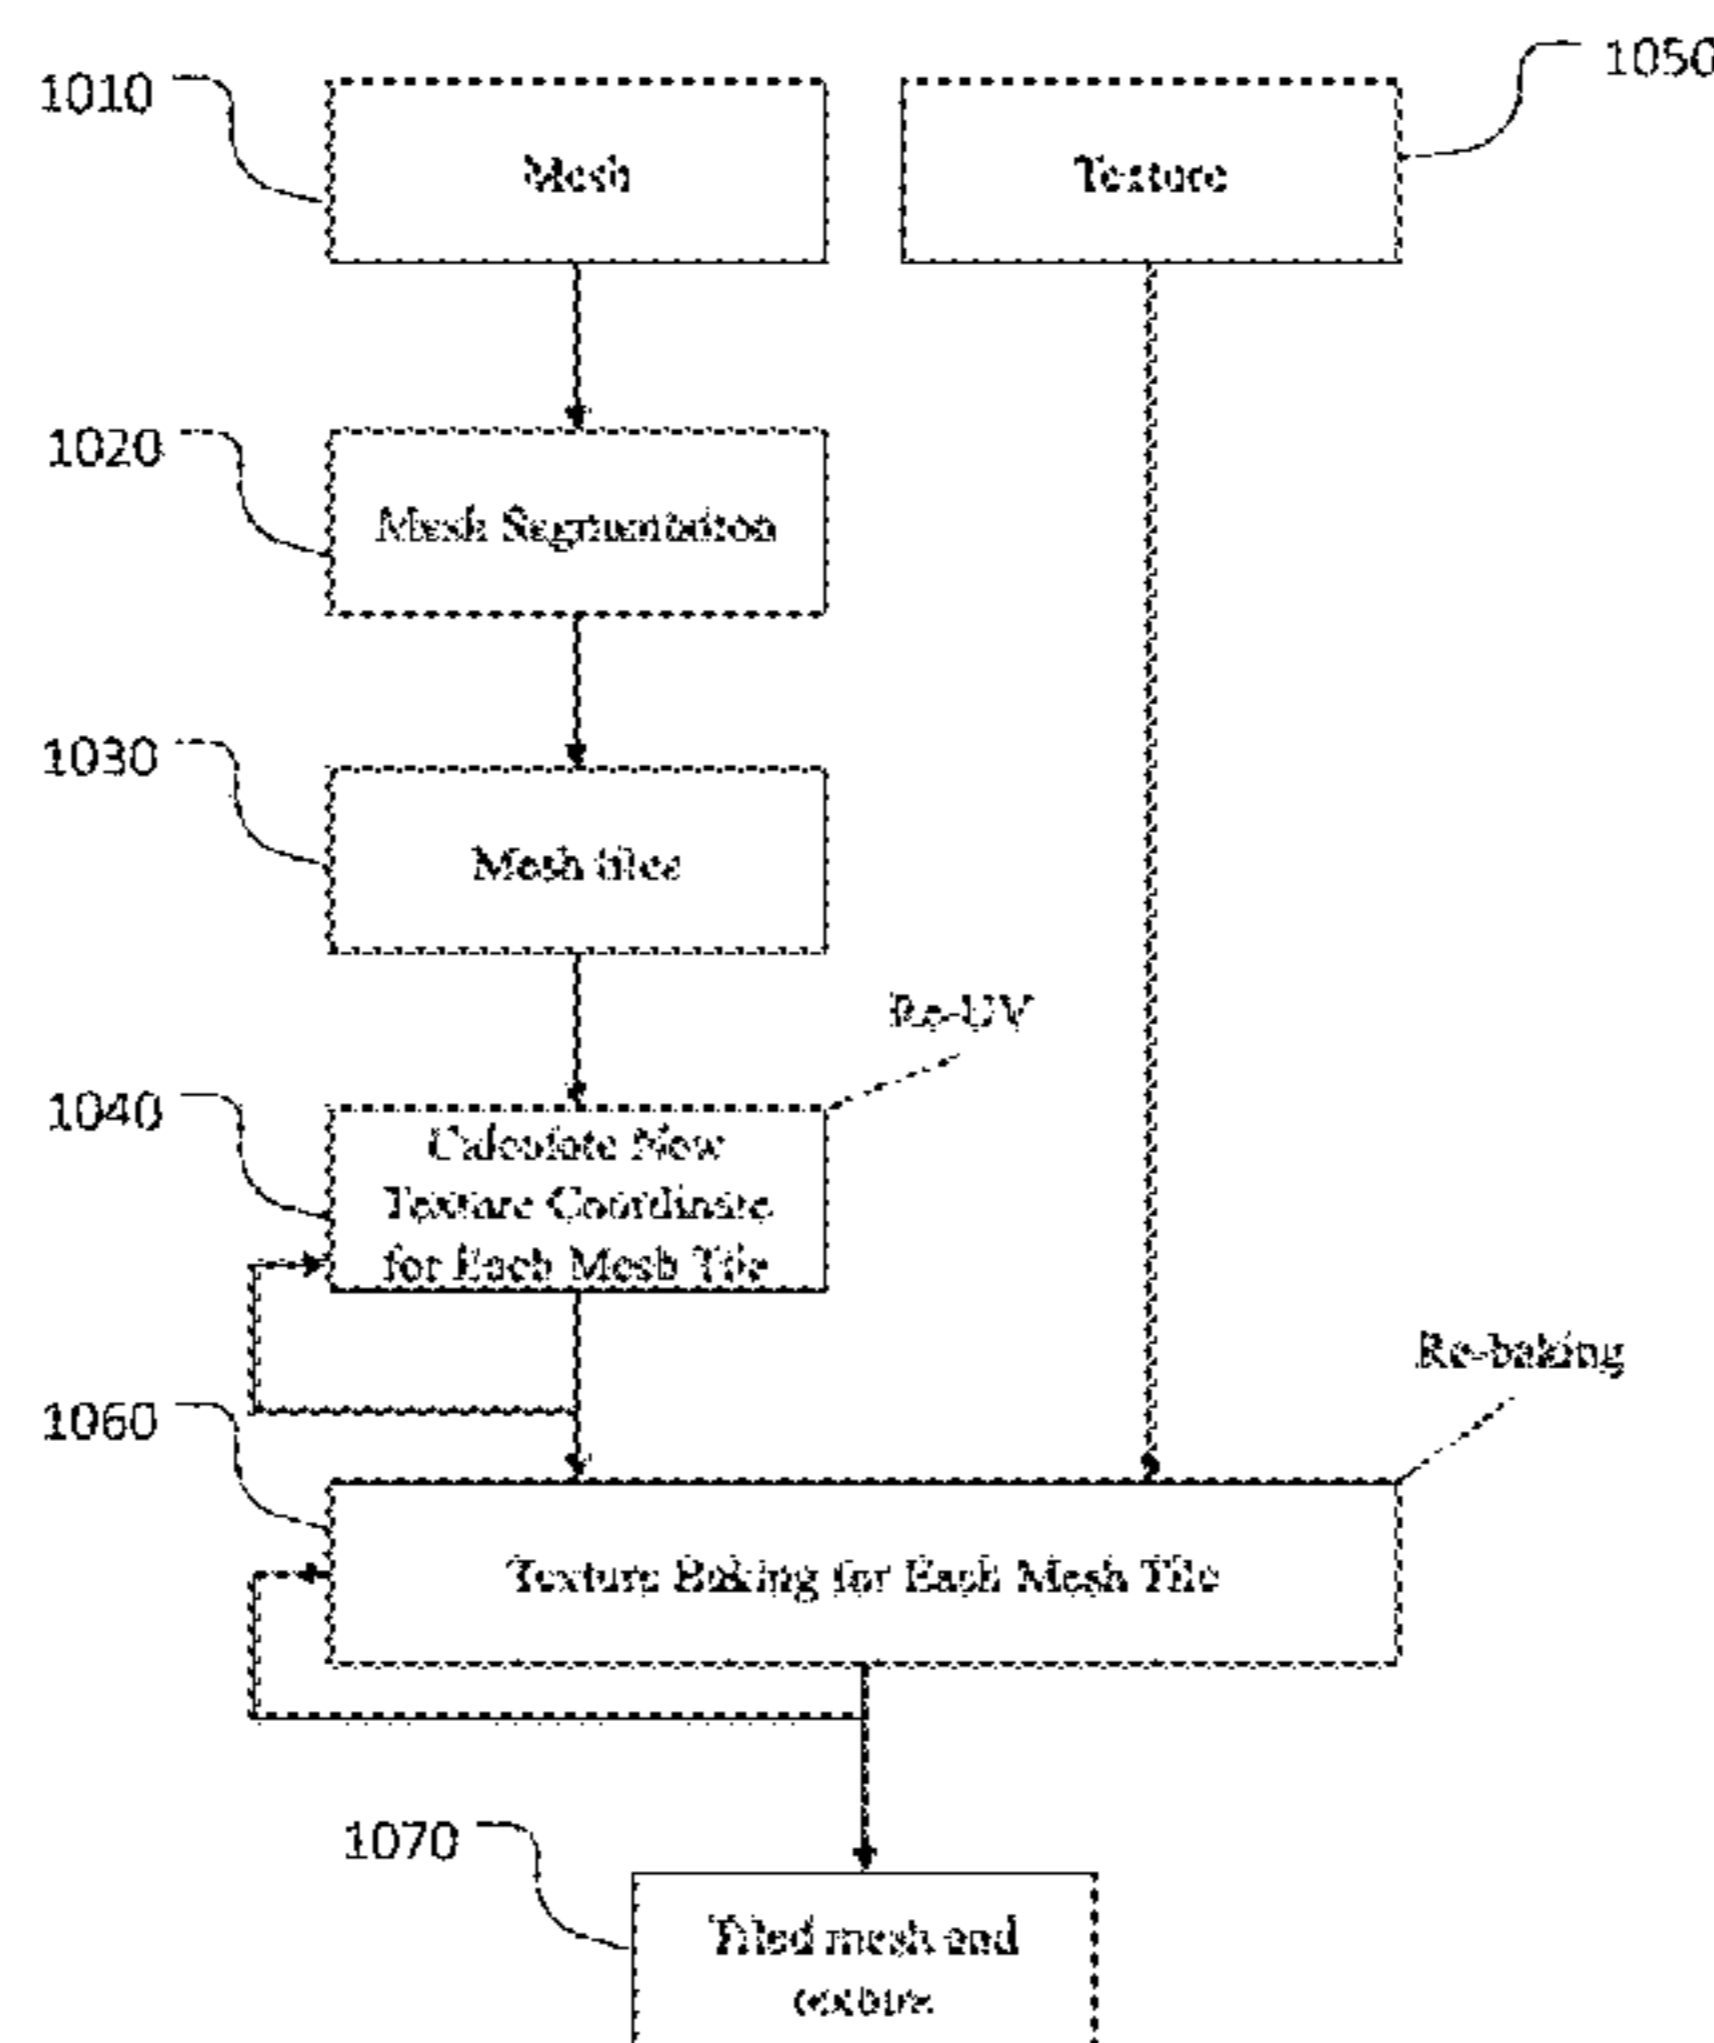 1010
Mesh
Texture
1050
1020
Mesh Segmentaiton
1030
Mesh tiles
Re-UV
1040
Calculate New
Texture Coordinate
for Each Mesh Tile
Re-baking
1060
Texture Baking for Each Mesh Tile
1070
Tiled mesh and
texture